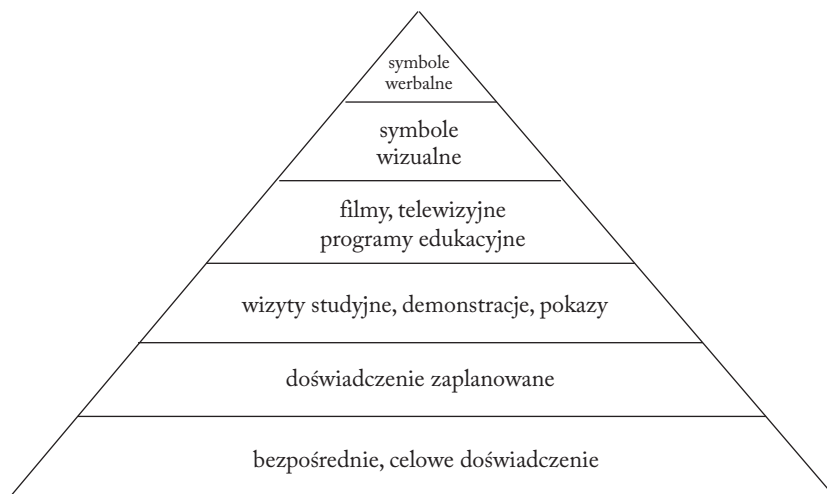 symbole
werbalne
symbole
wizualne
filmy, telewizyjne
programy edukacyjne
wizyty studyjne, demonstracje, pokazy
doświadczenie zaplanowane
bezpośrednie, celowe doświadczenie